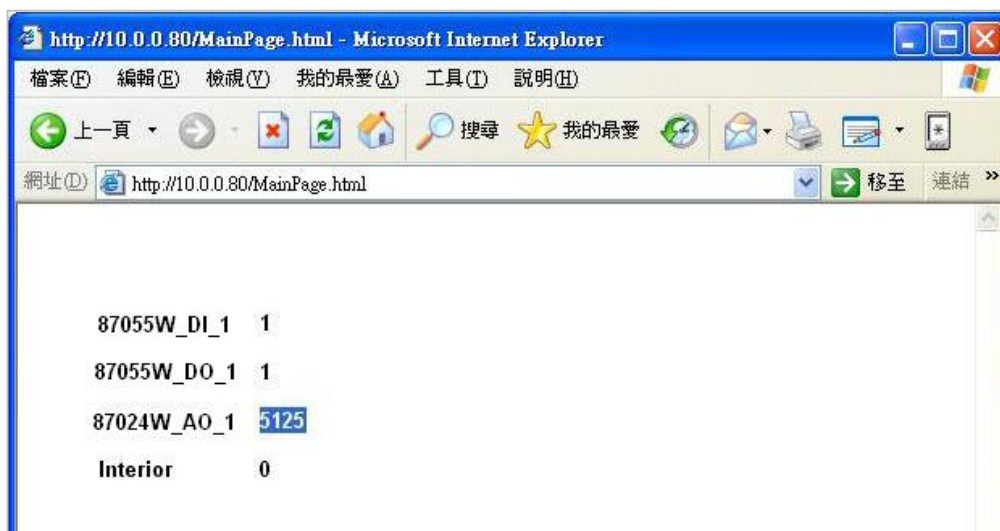 http://10.0.0.80/MainPage.html - Microsoft Internet Explorer
檔案(F) 編輯(E) 檢視(V) 我的最愛(A) 工具(T) 說明(H)
上一頁 搜尋 我的最愛
網址(D) http://10.0.0.80/MainPage.html 移至 連結 »
87055W_DI_1 1
87055W_DO_1 1
87024W_AO_1 5125
Interior 0